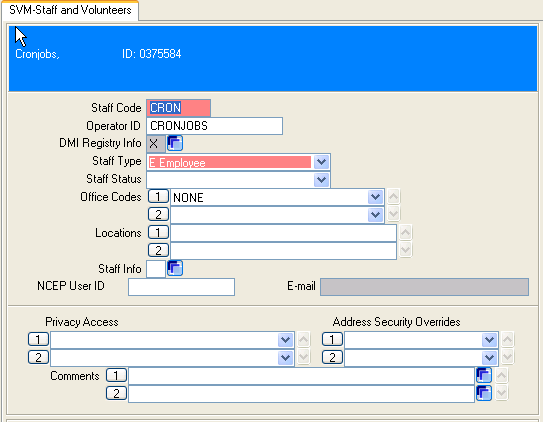 SVM-Staff and Volunteers
Cronjobs, ID: 0375584
Staff Code CRON
Operator ID CRONJOBS
DMI Registry Info X
Staff Type E Employee
Staff Status
Office Codes 1 NONE
2
Locations 1
2
Staff Info
NCEP User ID E-mail
Privacy Access Address Security Overrides
1 1
2 2
Comments 1
2